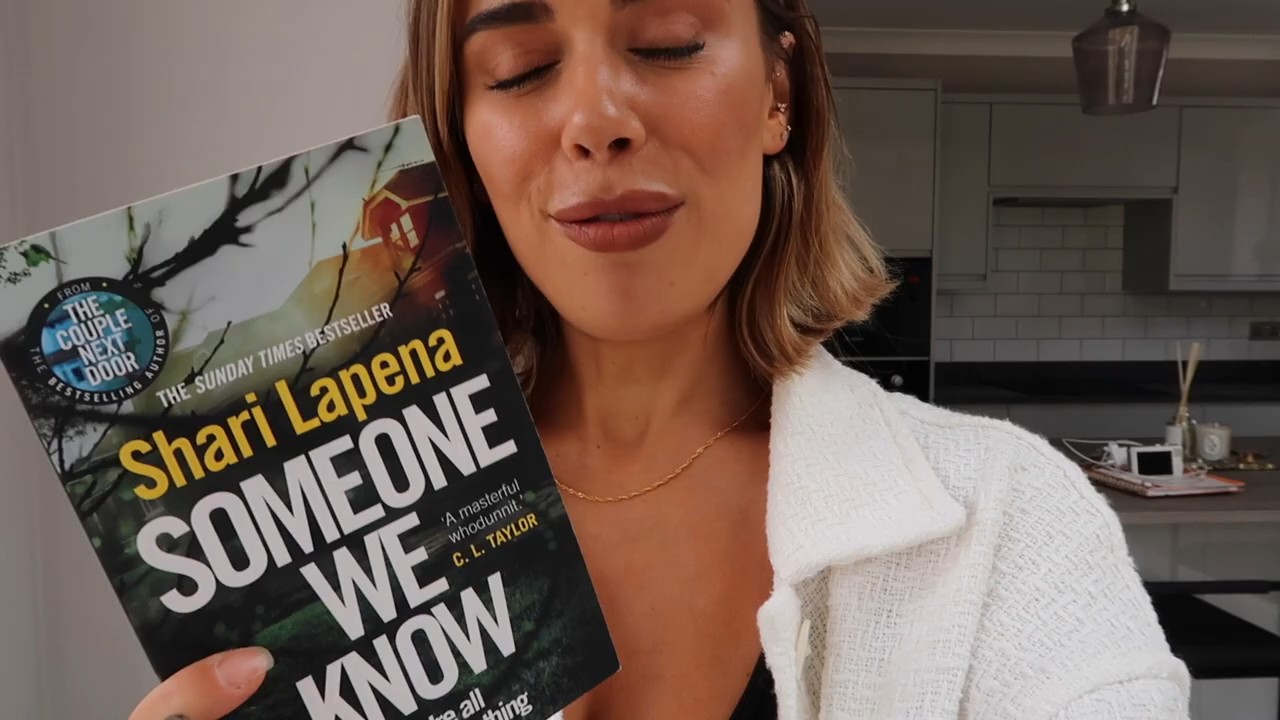 FROM
THE
COUPLE
NEXT
DOOR
THE BESTSELLING AUTHOR OF
THE SUNDAY TIMES BESTSELLER
Shari Lapena
SOMEONE
WE
KNOW
'A masterful
whodunnit.'
C. L. TAYLOR
all